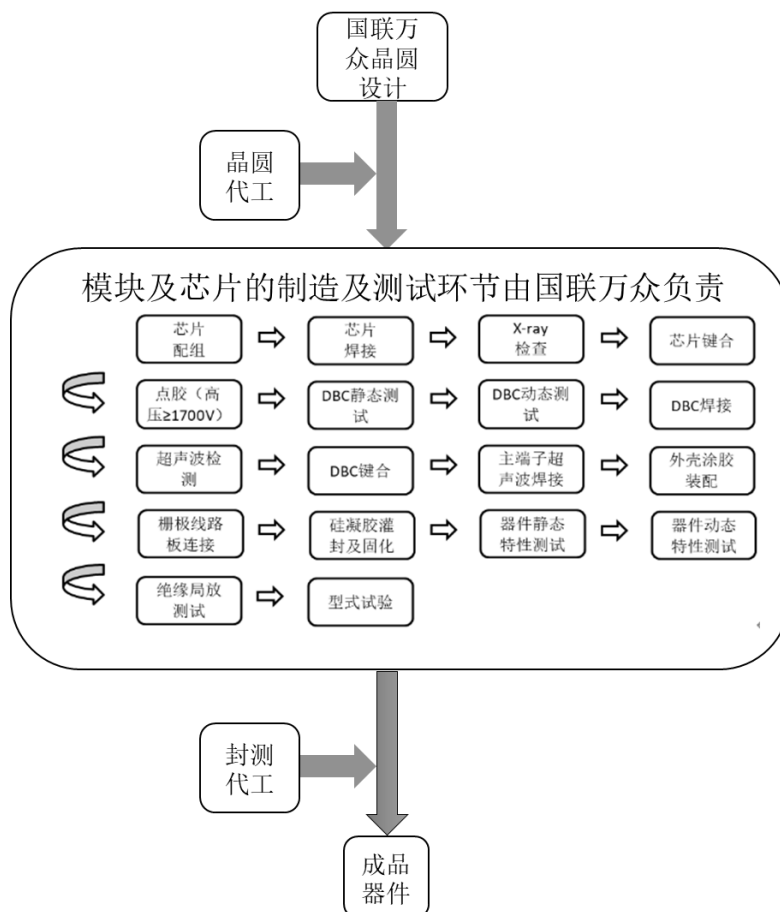 国联万
众晶圆
设计
晶圆
代工
模块及芯片的制造及测试环节由国联万众负责
芯片
配组
芯片
焊接
X-ray
检查
芯片键合
点胶（高
压≥1700V）
DBC静态测
试
DBC动态测
试
DBC焊接
超声波检
测
DBC键合
主端子超
声波焊接
外壳涂胶
装配
栅极线路
板连接
硅凝胶灌
封及固化
器件静态
特性测试
器件动态
特性测试
绝缘局放
测试
型式试验
封测
代工
成品
器件